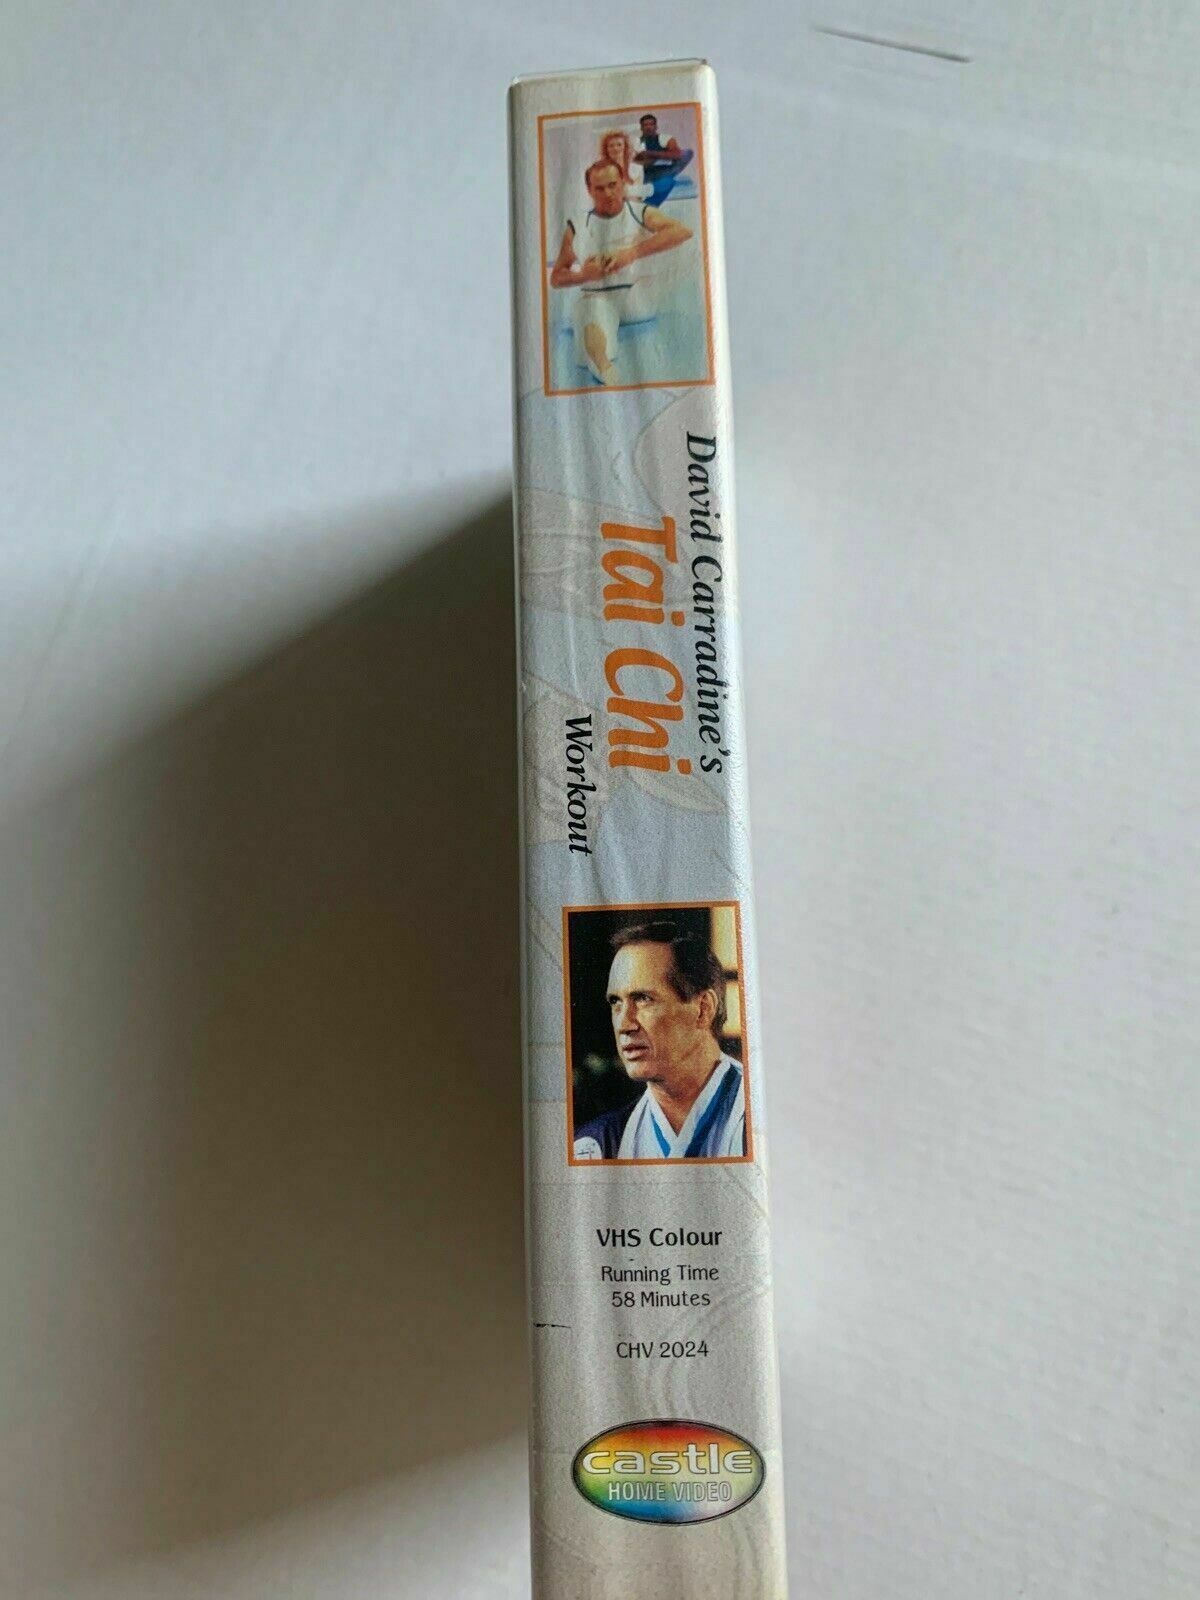 David Carradine's
Tai Chi
Workout
VHS Colour
Running Time
58 Minutes
CHV 2024
castle
HOME VIDEO